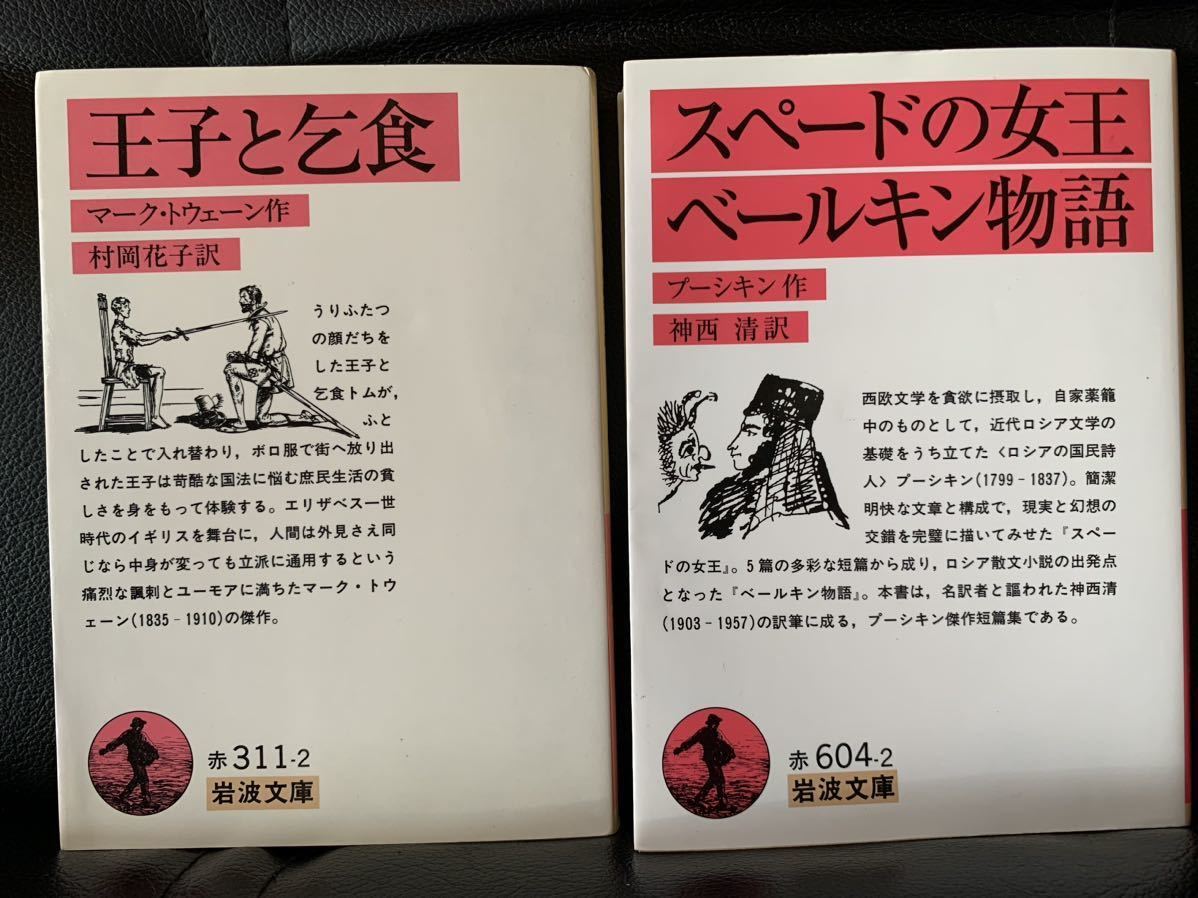 王子と乞食
マーク・トウェーン作
村岡花子訳
うりふたつ
の顔だちを
した王子と
乞食トムが,
ふと
したことで入れ替わり, ボロ服で街へ放り出
された王子は苛酷な国法に悩む庶民生活の貧
しさを身をもって体験する。エリザベス一世
時代のイギリスを舞台に, 人間は外見さえ同
じなら中身が変っても立派に通用するという
痛烈な諷刺とユーモアに満ちたマーク・トウ
ェーン(1835‐1910)の傑作。
赤311-2
岩波文庫
スペードの女王
ベールキン物語
プーシキン作
神西 清訳
西欧文学を貪欲に摂取し, 自家薬籠
中のものとして, 近代ロシア文学の
基礎をうち立てた〈ロシアの国民詩
人〉プーシキン(1799‐1837)。簡潔
明快な文章と構成で, 現実と幻想の
交錯を完璧に描いてみせた『スペー
ドの女王』。5篇の多彩な短篇から成り, ロシア散文小説の出発点
となった『ベールキン物語』。本書は, 名訳者と謳われた神西清
(1903‐1957)の訳筆に成る, プーシキン傑作短篇集である。
赤604-2
岩波文庫